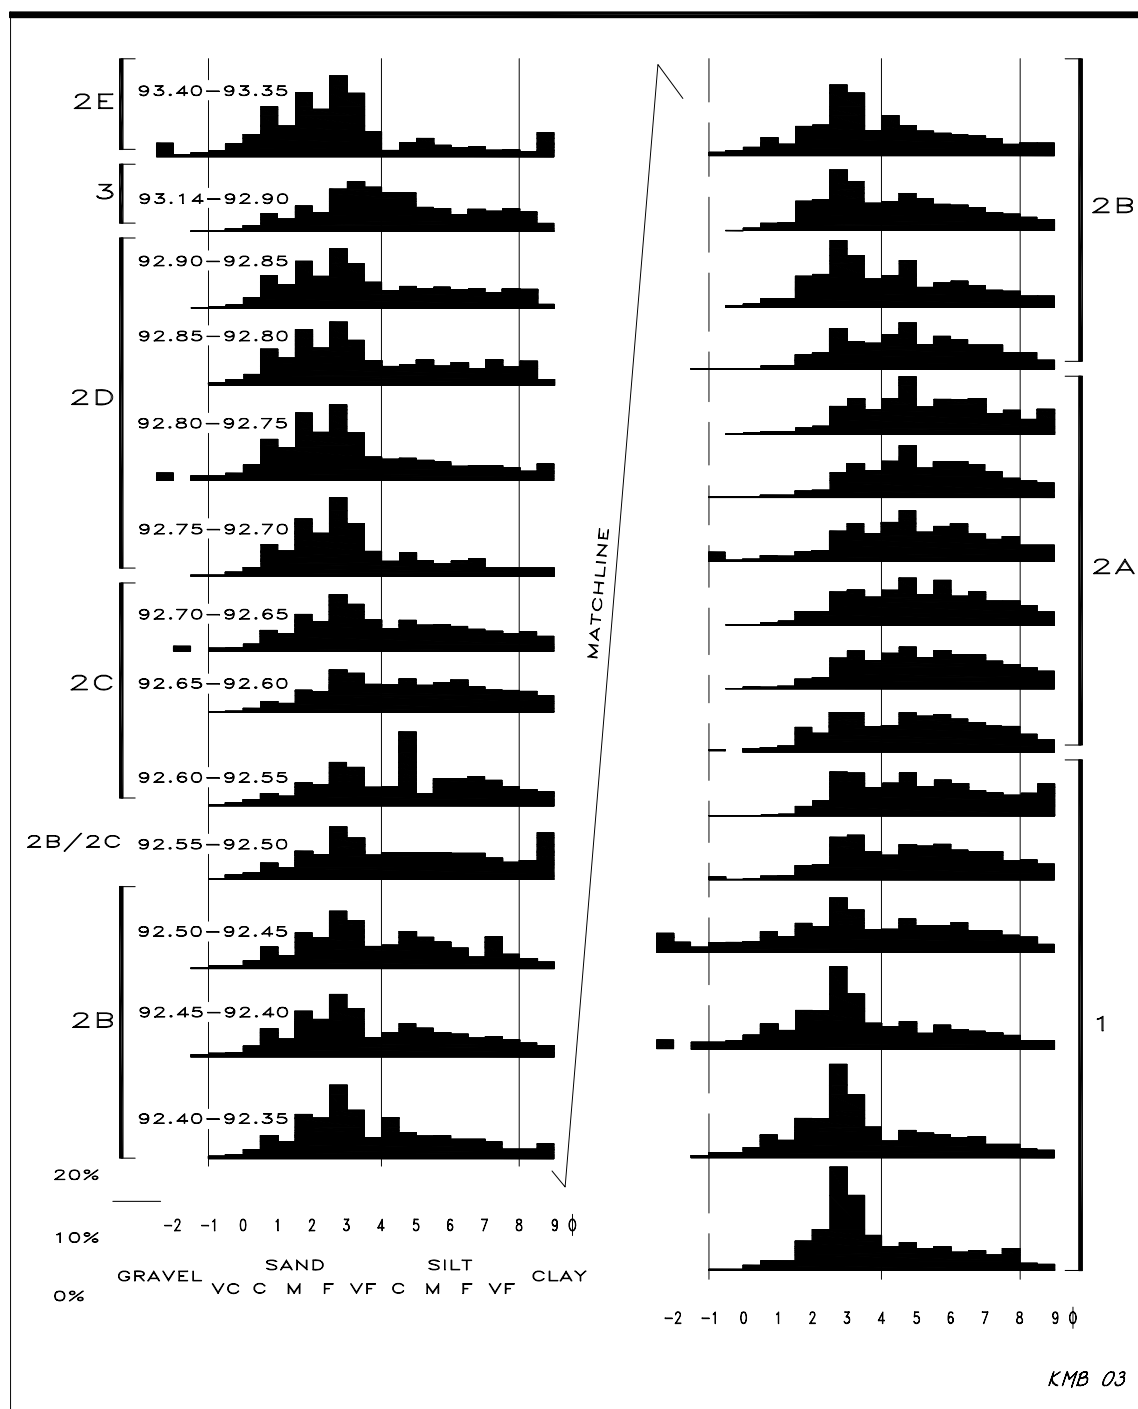 2E
93.40–93.35
3
93.14–92.90
92.90–92.85
92.85–92.80
2D
92.80–92.75
92.75–92.70
92.70–92.65
2C
92.65–92.60
92.60–92.55
2B/2C
92.55–92.50
92.50–92.45
2B
92.45–92.40
92.40–92.35
20%
10%
0%
-2 -1 0 1 2 3 4 5 6 7 8 9 ϕ
SAND SILT
GRAVEL CLAY
VC C M F VF C M F VF
MATCHLINE
2B
2A
1
-2 -1 0 1 2 3 4 5 6 7 8 9 ϕ
KMB 03